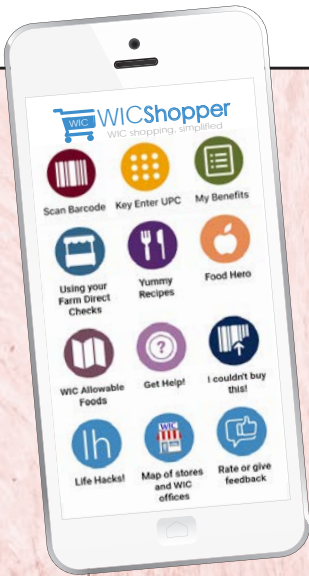 WIC WICShopper
WIC shopping, simplified
Scan Barcode Key Enter UPC My Benefits
Using your
Farm Direct
Checks
Yummy
Recipes
Food Hero
WIC Allowable
Foods
?
Get Help!
I couldn't buy
this!
lh
Life Hacks!
WIC
Map of stores
and WIC
offices
Rate or give
feedback